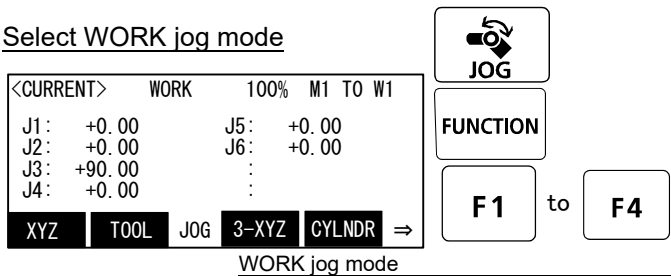 Select WORK jog mode
JOG
<CURRENT> WORK 100% M1 TO W1
J1: +0.00 J5: +0.00
J2: +0.00 J6: +0.00
J3: +90.00 :
J4: +0.00 :
XYZ TOOL JOG 3-XYZ CYLNDR ⇒
FUNCTION
F1 to F4
WORK jog mode